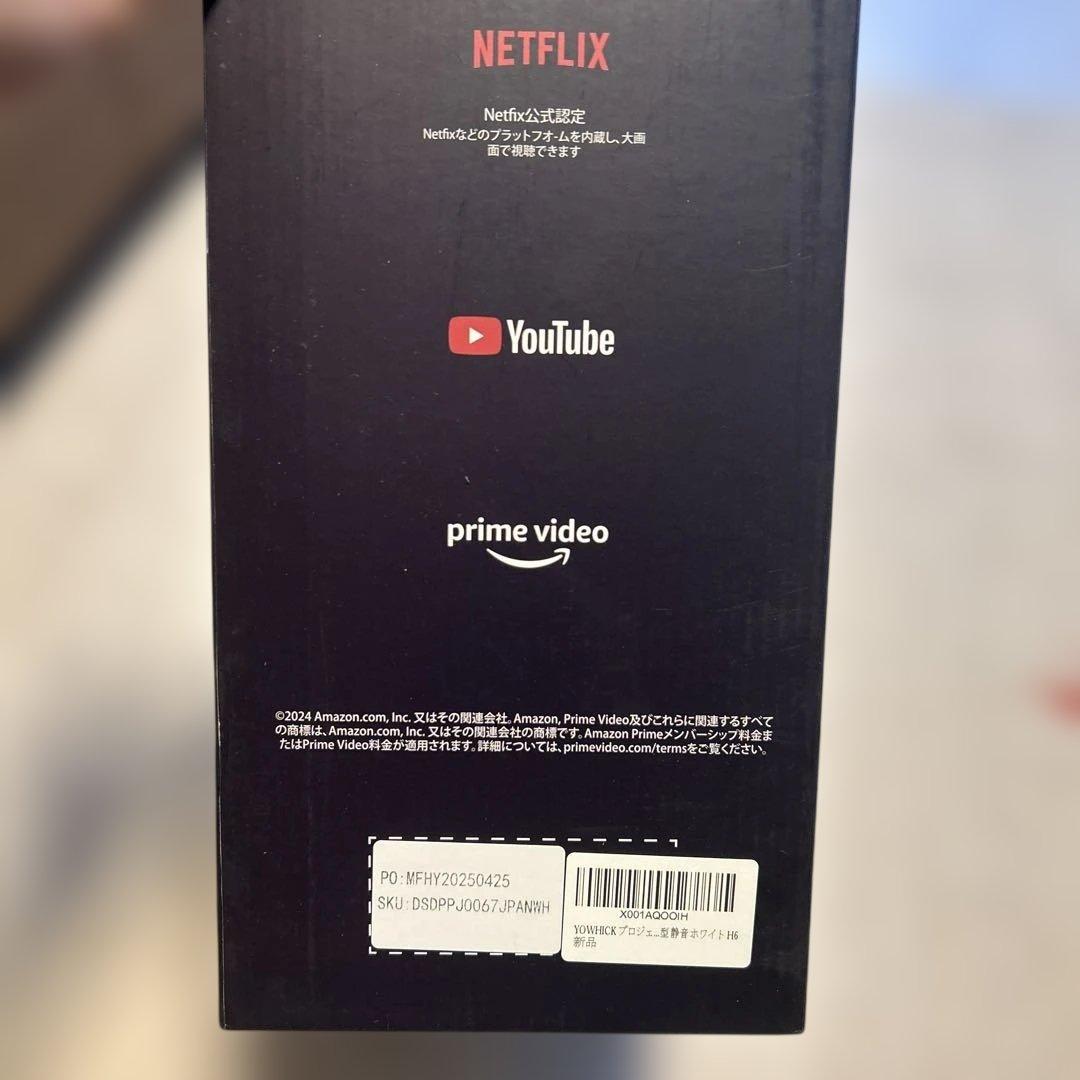 NETFLIX
Netfix公式認定
Netfixなどのプラットフォームを内蔵し、大画
面で視聴できます
YouTube
prime video
©2024 Amazon.com, Inc. 又はその関連会社。Amazon, Prime Video及びこれらに関連するすべて
の商標は、Amazon.com, Inc. 又はその関連会社の商標です。Amazon Primeメンバーシップ料金ま
たはPrime Video料金が適用されます。詳細については、primevideo.com/termsをご覧ください。
PO:MFHY20250425
SKU:DSDPPJ0067JPANWH
X001AQOOIH
YOWHICK プロジェ...型 静音 ホワイト H6
新品